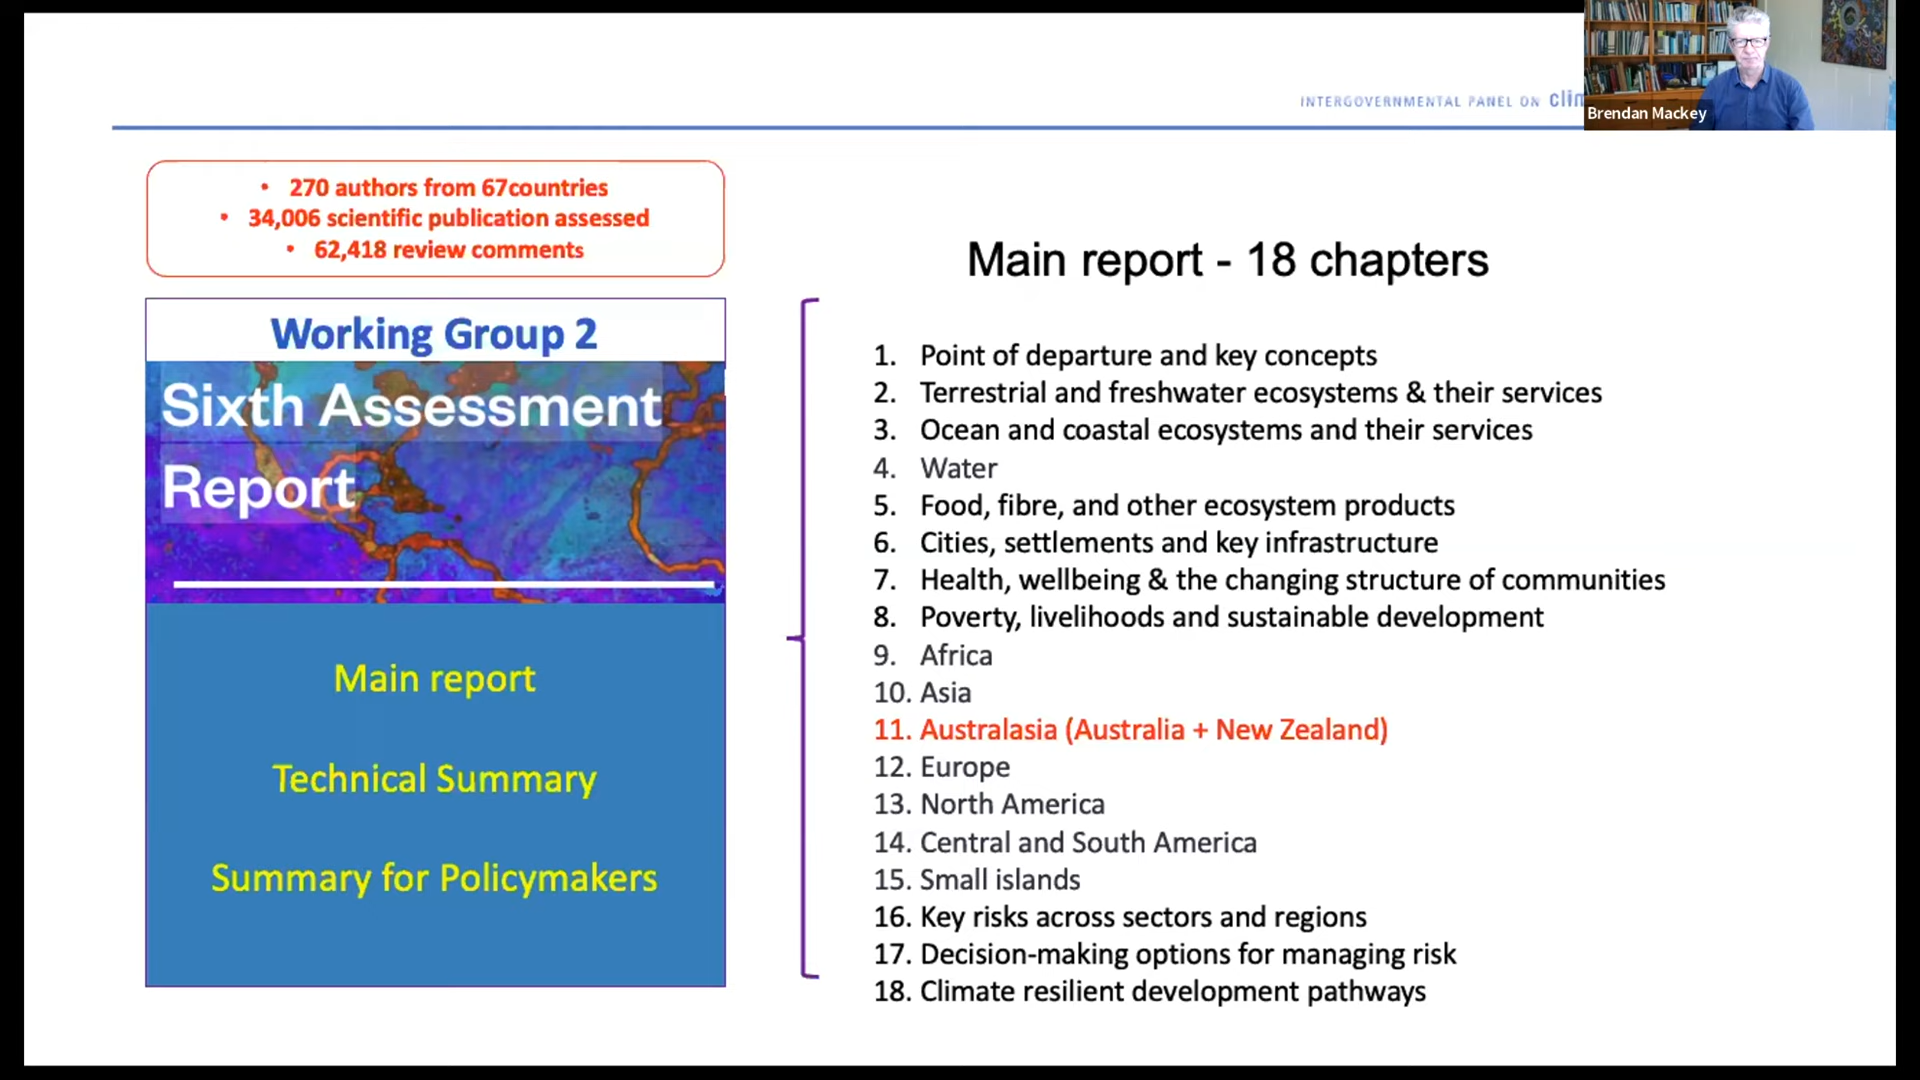 INTERGOVERNMENTAL PANEL ON clim
Brendan Mackey
• 270 authors from 67countries
• 34,006 scientific publication assessed
• 62,418 review comments
Working Group 2
Sixth Assessment
Report
Main report
Technical Summary
Summary for Policymakers
Main report - 18 chapters
1. Point of departure and key concepts
2. Terrestrial and freshwater ecosystems & their services
3. Ocean and coastal ecosystems and their services
4. Water
5. Food, fibre, and other ecosystem products
6. Cities, settlements and key infrastructure
7. Health, wellbeing & the changing structure of communities
8. Poverty, livelihoods and sustainable development
9. Africa
10. Asia
11. Australasia (Australia + New Zealand)
12. Europe
13. North America
14. Central and South America
15. Small islands
16. Key risks across sectors and regions
17. Decision-making options for managing risk
18. Climate resilient development pathways